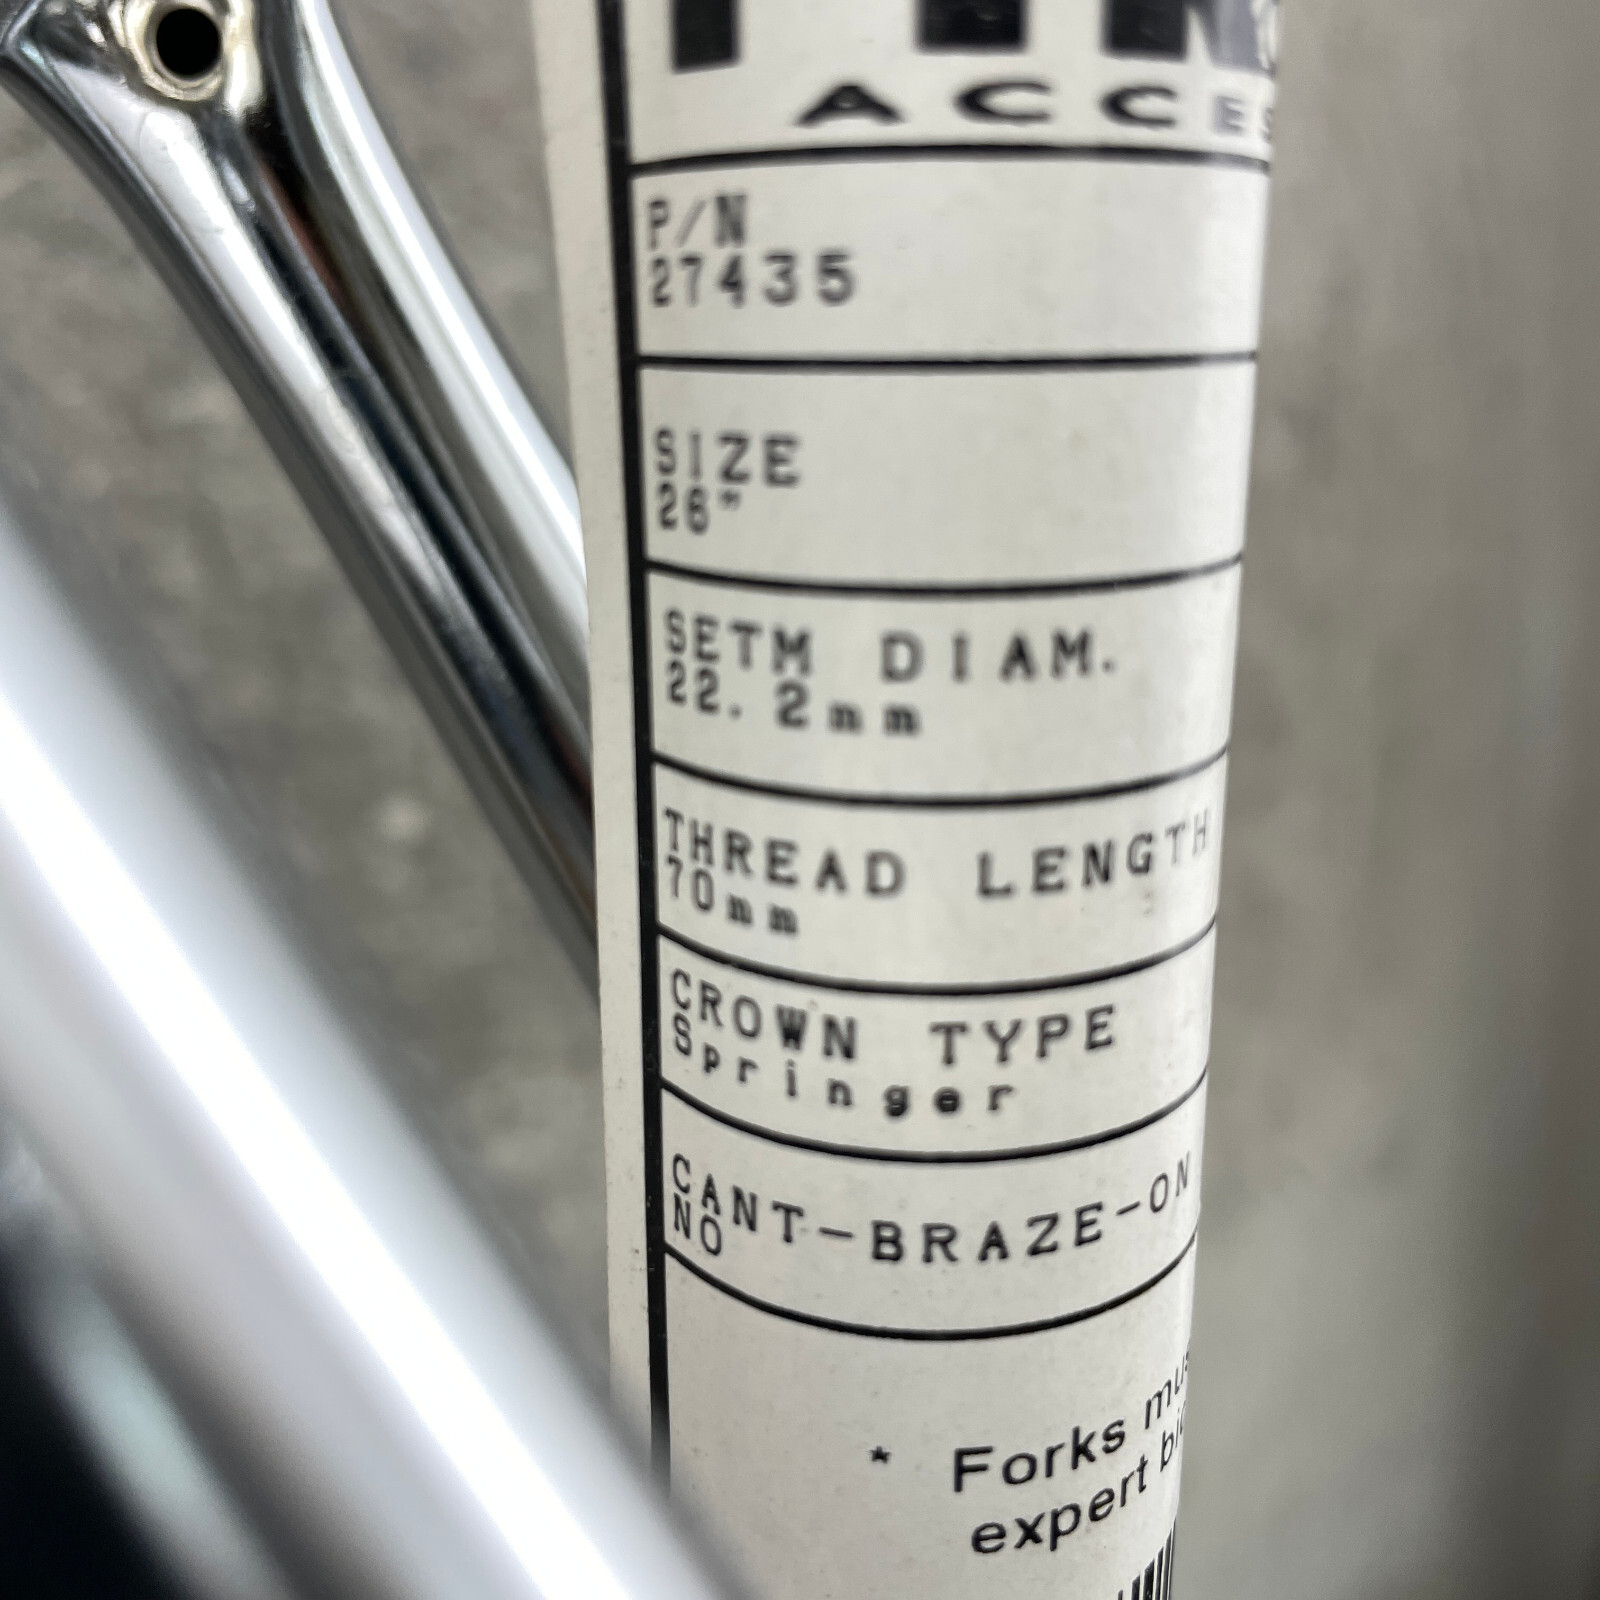 P/N
27435
SIZE
26"
SETM DIAM.
22.2mm
THREAD LENGTH
70mm
CROWN TYPE
Springer
CANT-BRAZE-ON
NO
* Forks
expert